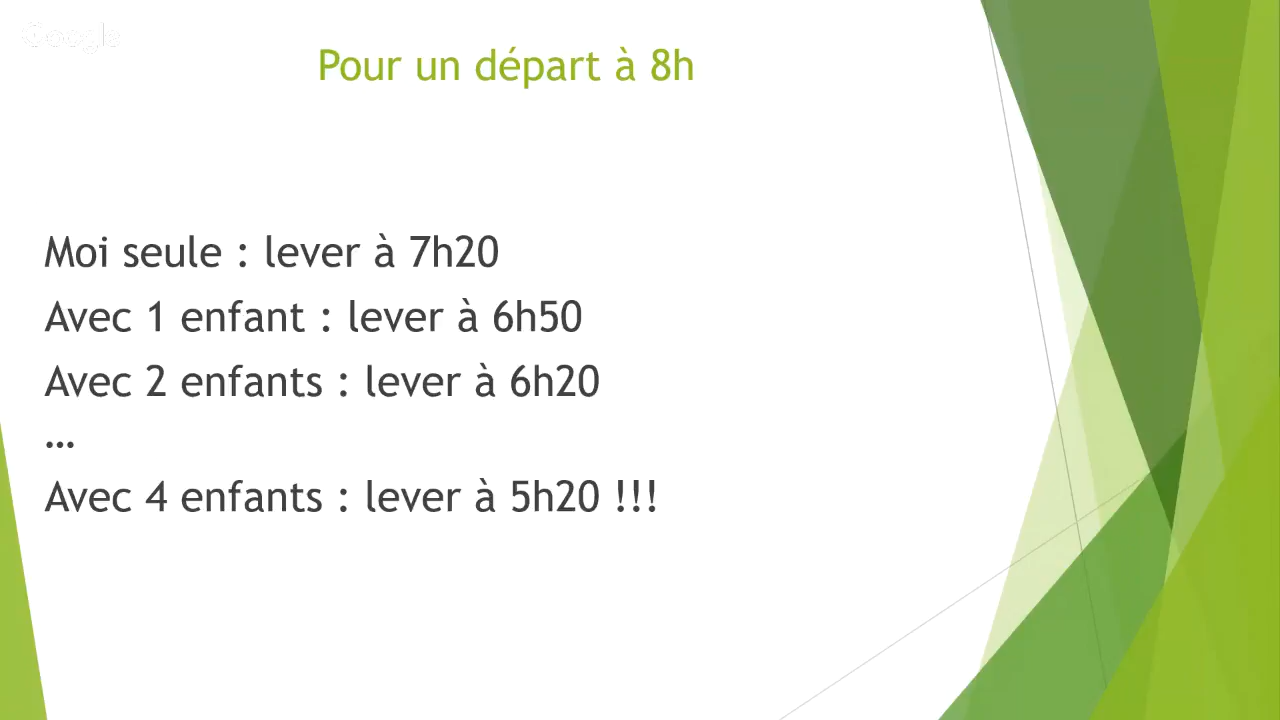 Google
Pour un départ à 8h
Moi seule : lever à 7h20
Avec 1 enfant : lever à 6h50
Avec 2 enfants : lever à 6h20
…
Avec 4 enfants : lever à 5h20 !!!